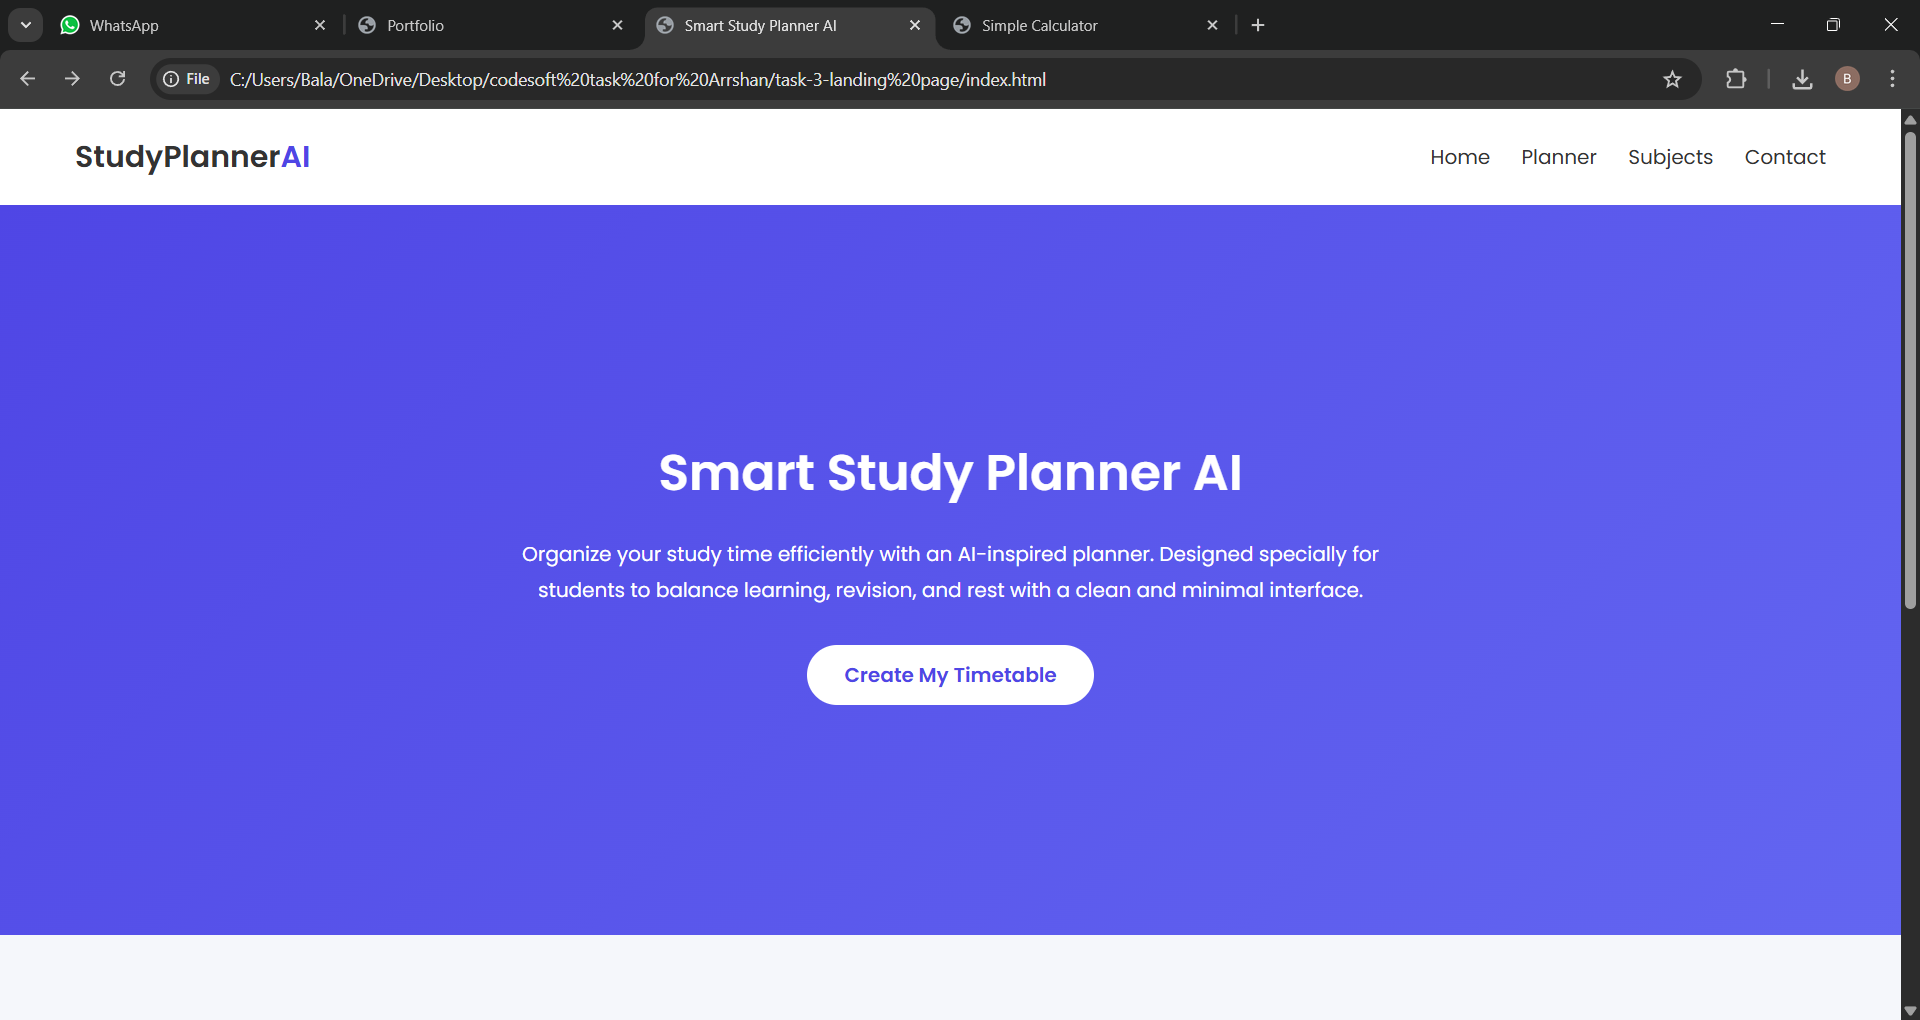 WhatsApp
Portfolio
Smart Study Planner AI
Simple Calculator
File
C:/Users/Bala/OneDrive/Desktop/codesoft%20task%20for%20Arrshan/task-3-landing%20page/index.html
B
StudyPlannerAI
Home
Planner
Subjects
Contact
Smart Study Planner AI
Organize your study time efficiently with an AI-inspired planner. Designed specially for
students to balance learning, revision, and rest with a clean and minimal interface.
Create My Timetable